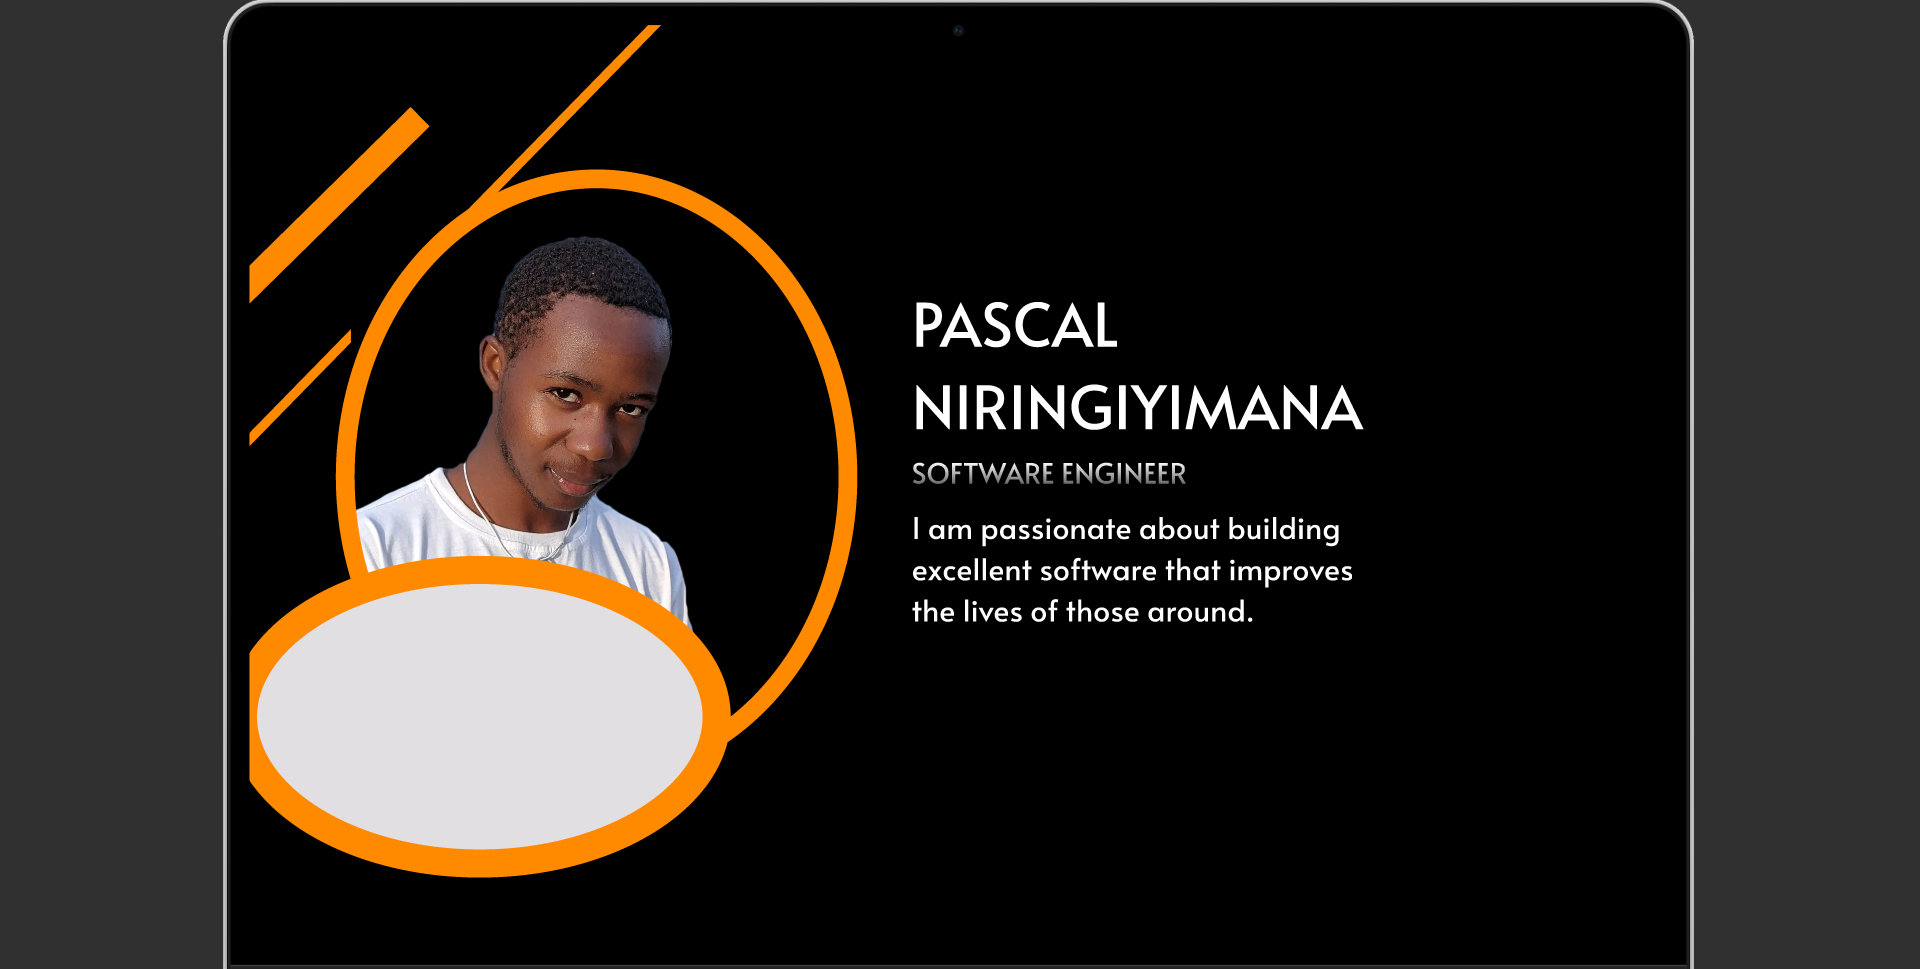 PASCAL
NIRINGIYIMANA
SOFTWARE ENGINEER
I am passionate about building
excellent software that improves
the lives of those around.